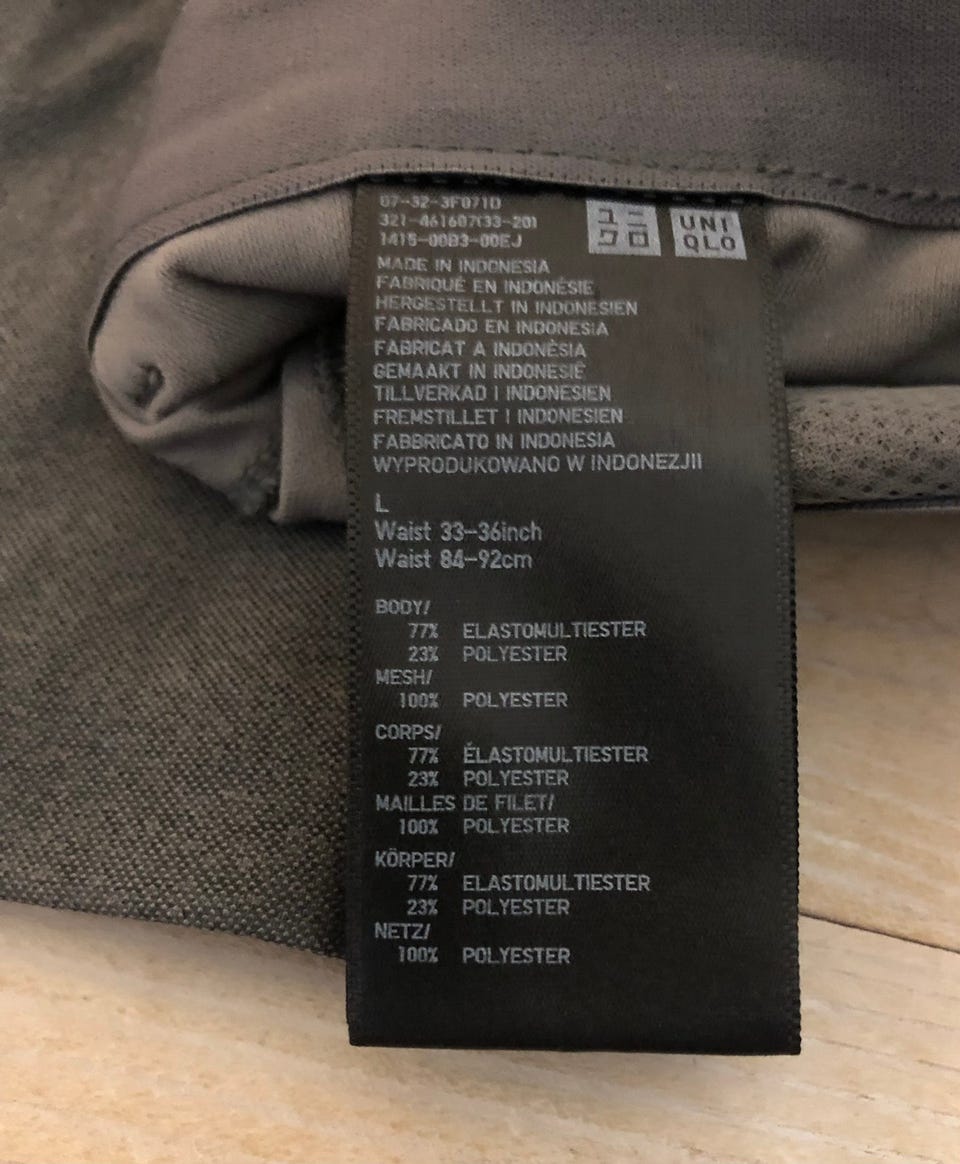 07-32-3F071D
321-461607(33-20)
1415-00B3-00EJ
ユニ
クロ
UNI
QLO
MADE IN INDONESIA
FABRIQUÉ EN INDONÉSIE
HERGESTELLT IN INDONESIEN
FABRICADO EN INDONESIA
FABRICAT A INDONÈSIA
GEMAAKT IN INDONESIË
TILLVERKAD I INDONESIEN
FREMSTILLET I INDONESIEN
FABBRICATO IN INDONESIA
WYPRODUKOWANO W INDONEZJII
L
Waist 33-36inch
Waist 84-92cm
BODY/
77% ELASTOMULTIESTER
23% POLYESTER
MESH/
100% POLYESTER
CORPS/
77% ÉLASTOMULTIESTER
23% POLYESTER
MAILLES DE FILET/
100% POLYESTER
KÖRPER/
77% ELASTOMULTIESTER
23% POLYESTER
NETZ/
100% POLYESTER